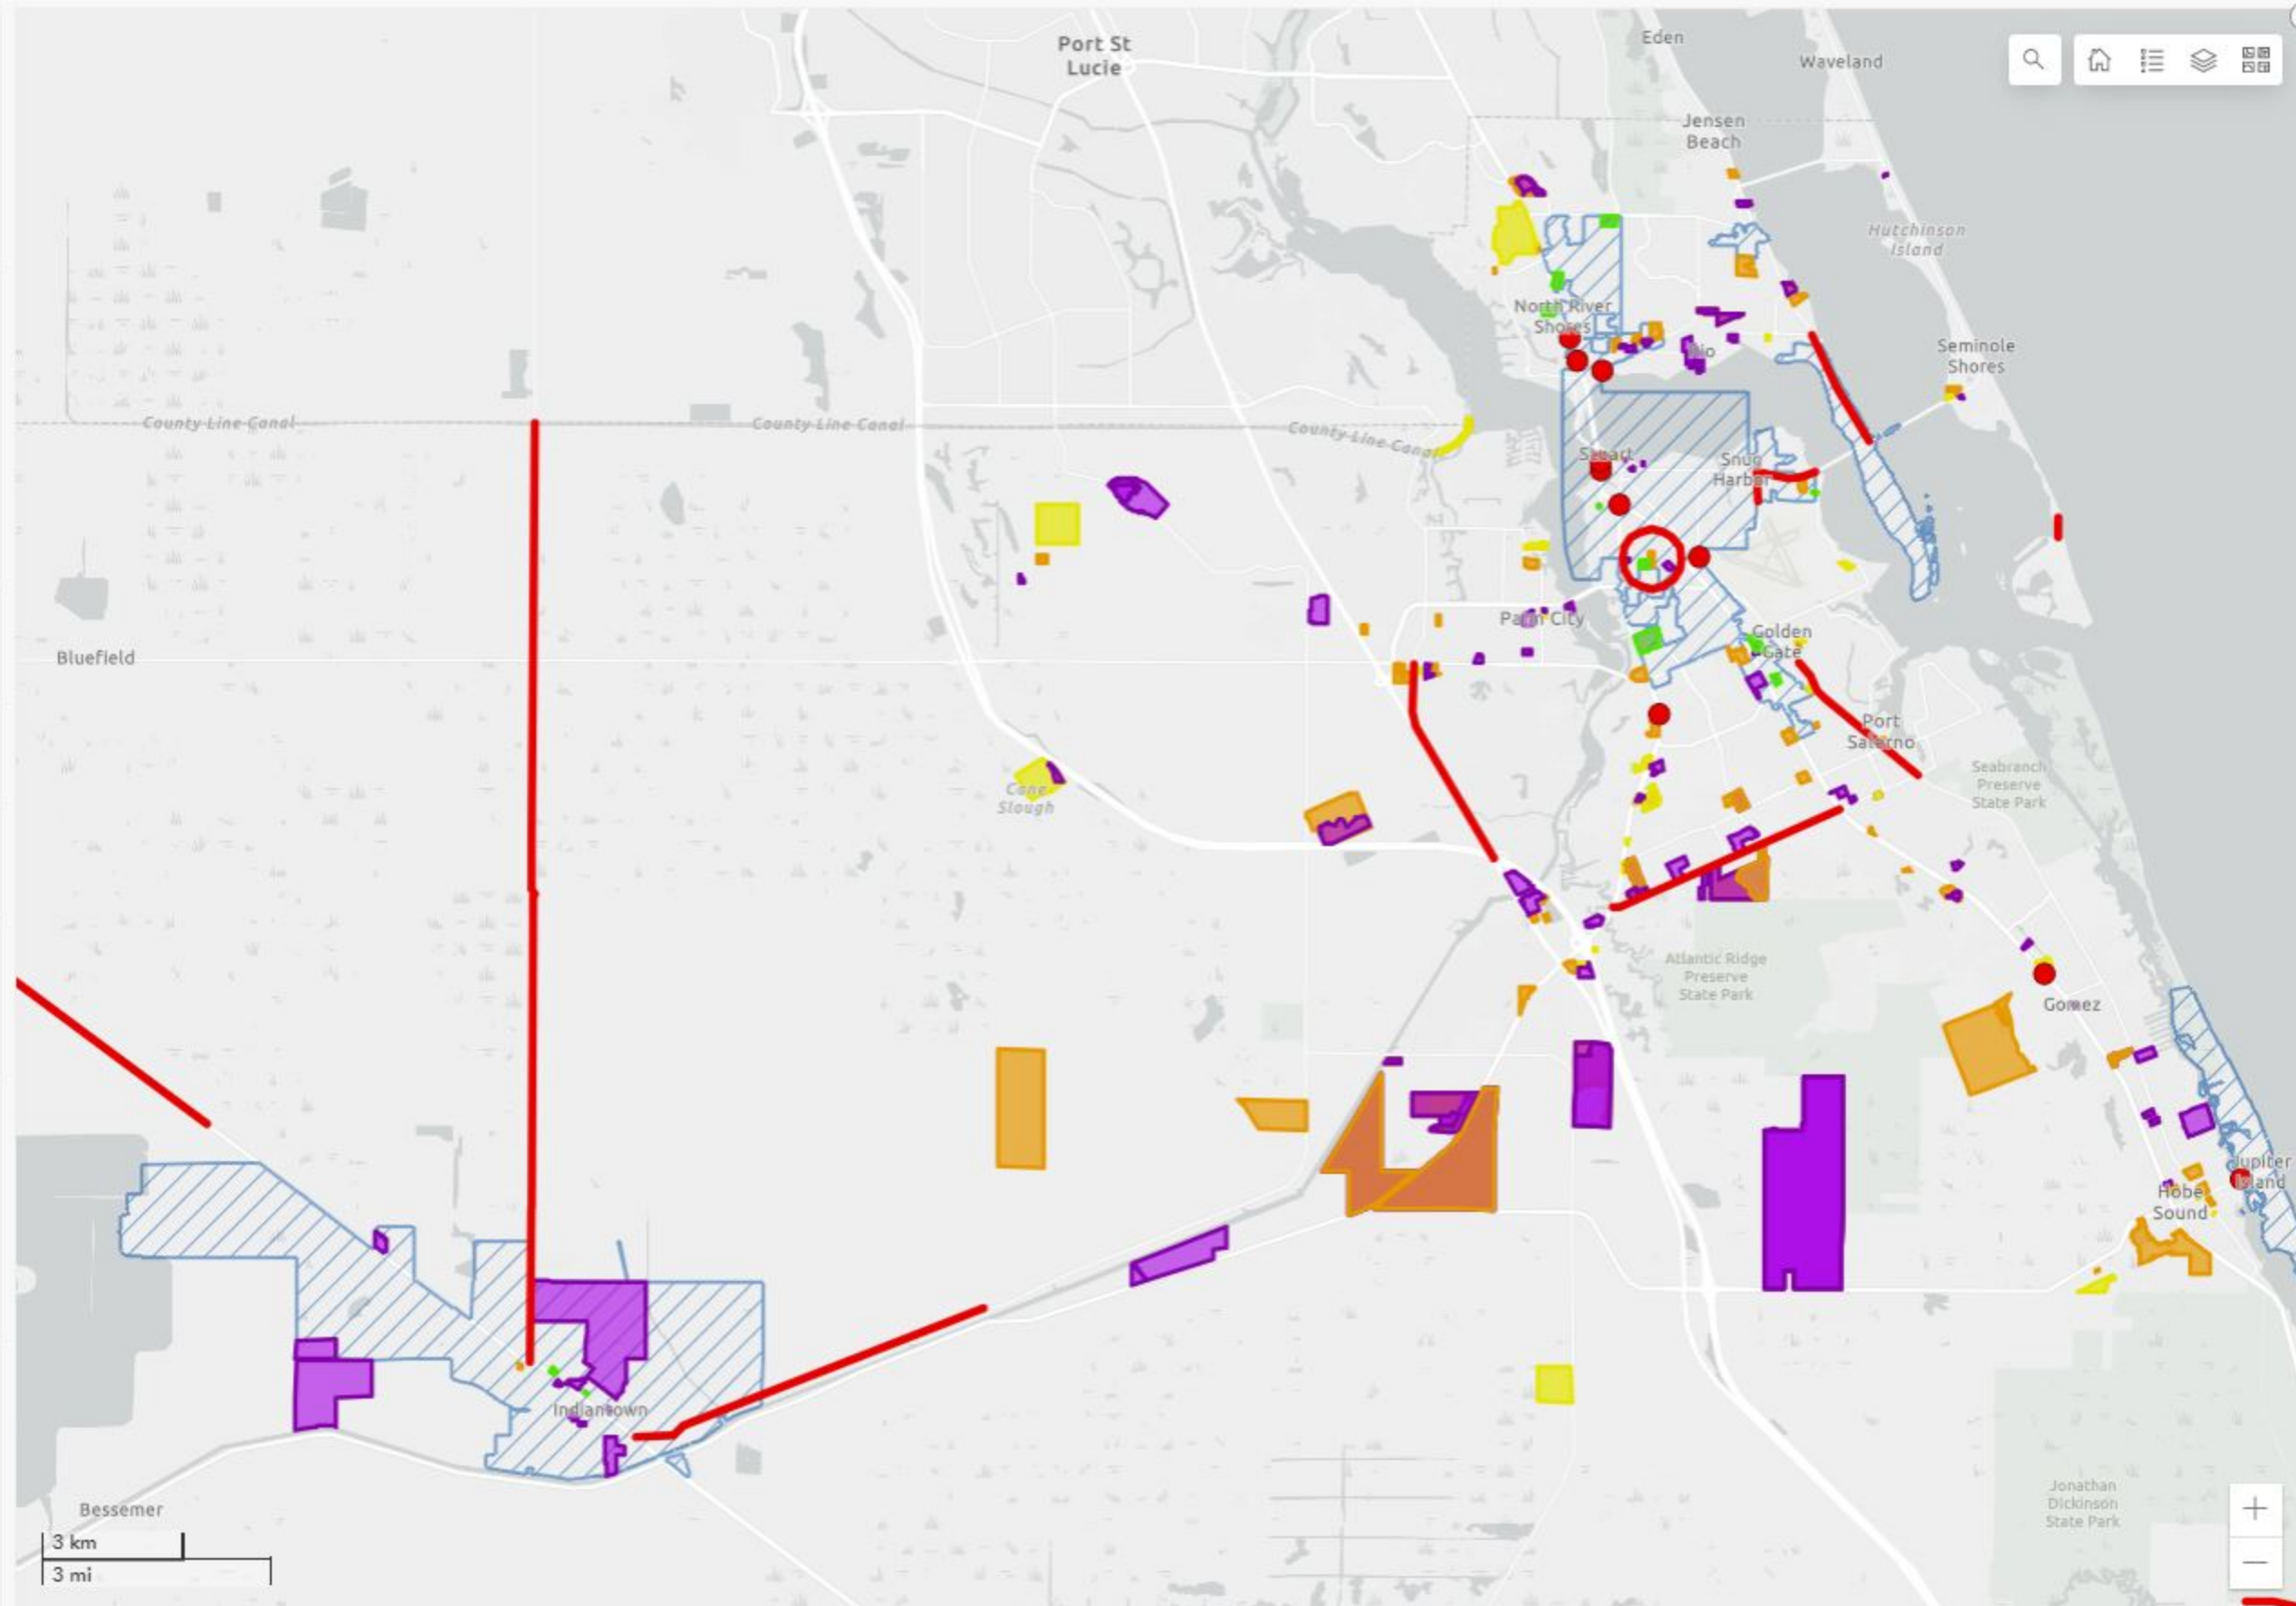 Port St
Lucie
Eden
Waveland
Jensen
Beach
Hutchinson
Island
North River
Shores
Rio
Seminole
Shores
County Line Canal
County Line Canal
County Line Canal
Stuart
Snug
Harbor
Palm City
Golden
Gate
Bluefield
Port
Salerno
Seabranch
Preserve
State Park
Cane
Slough
Atlantic Ridge
Preserve
State Park
Gomez
Jupiter
Island
Hobe
Sound
Indiantown
Bessemer
Jonathan
Dickinson
State Park
3 km
3 mi